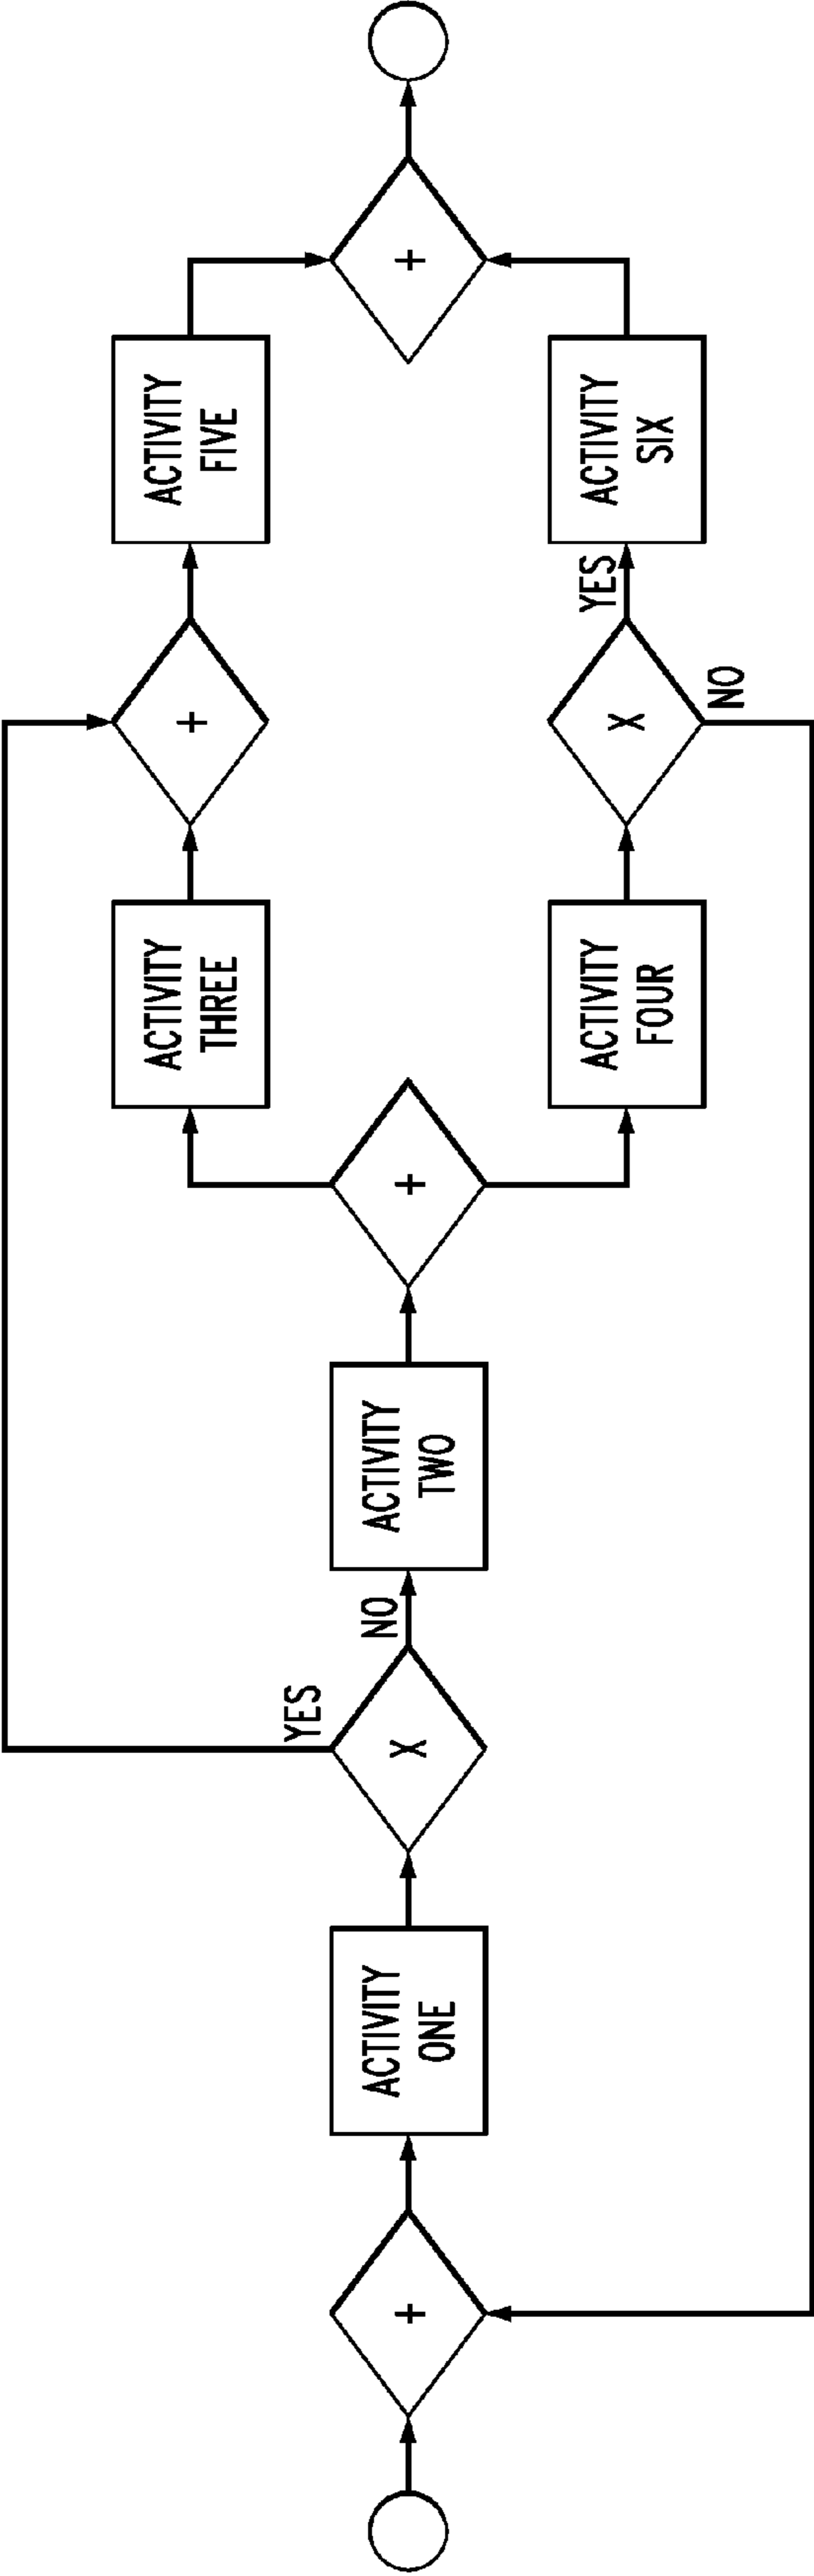 +
ACTIVITY
ONE
X
YES
NO
ACTIVITY
TWO
+
ACTIVITY
THREE
+
ACTIVITY
FIVE
ACTIVITY
FOUR
X
YES
NO
ACTIVITY
SIX
+